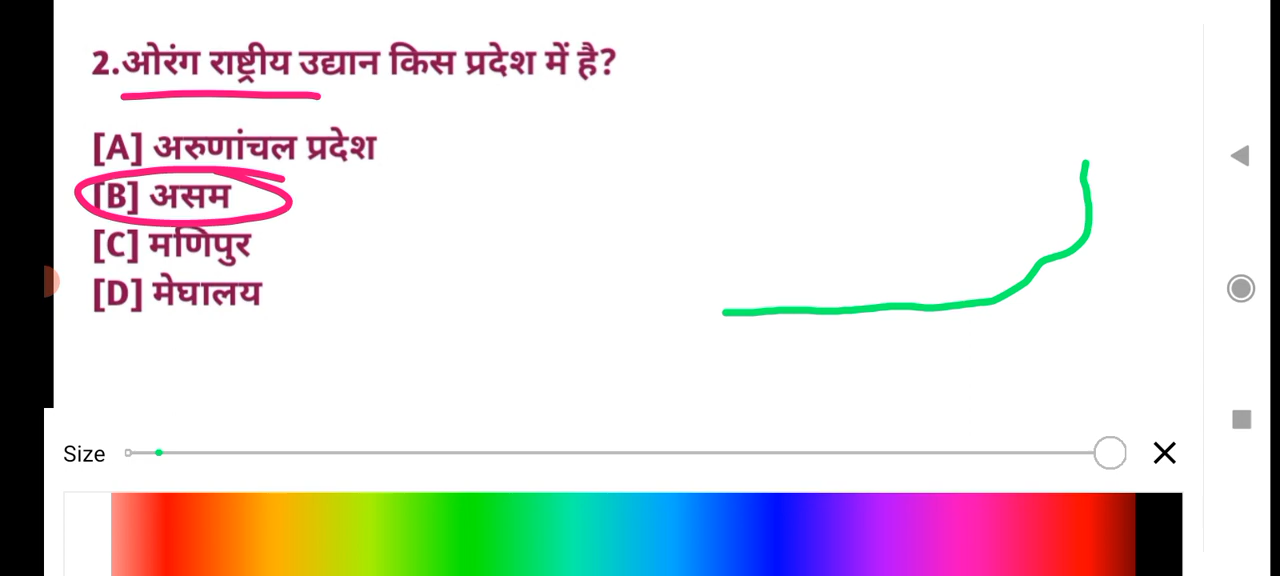 2.ओरंग राष्ट्रीय उद्यान किस प्रदेश में है?
[A] अरुणांचल प्रदेश
[B] असम
[C] मणिपुर
[D] मेघालय
Size